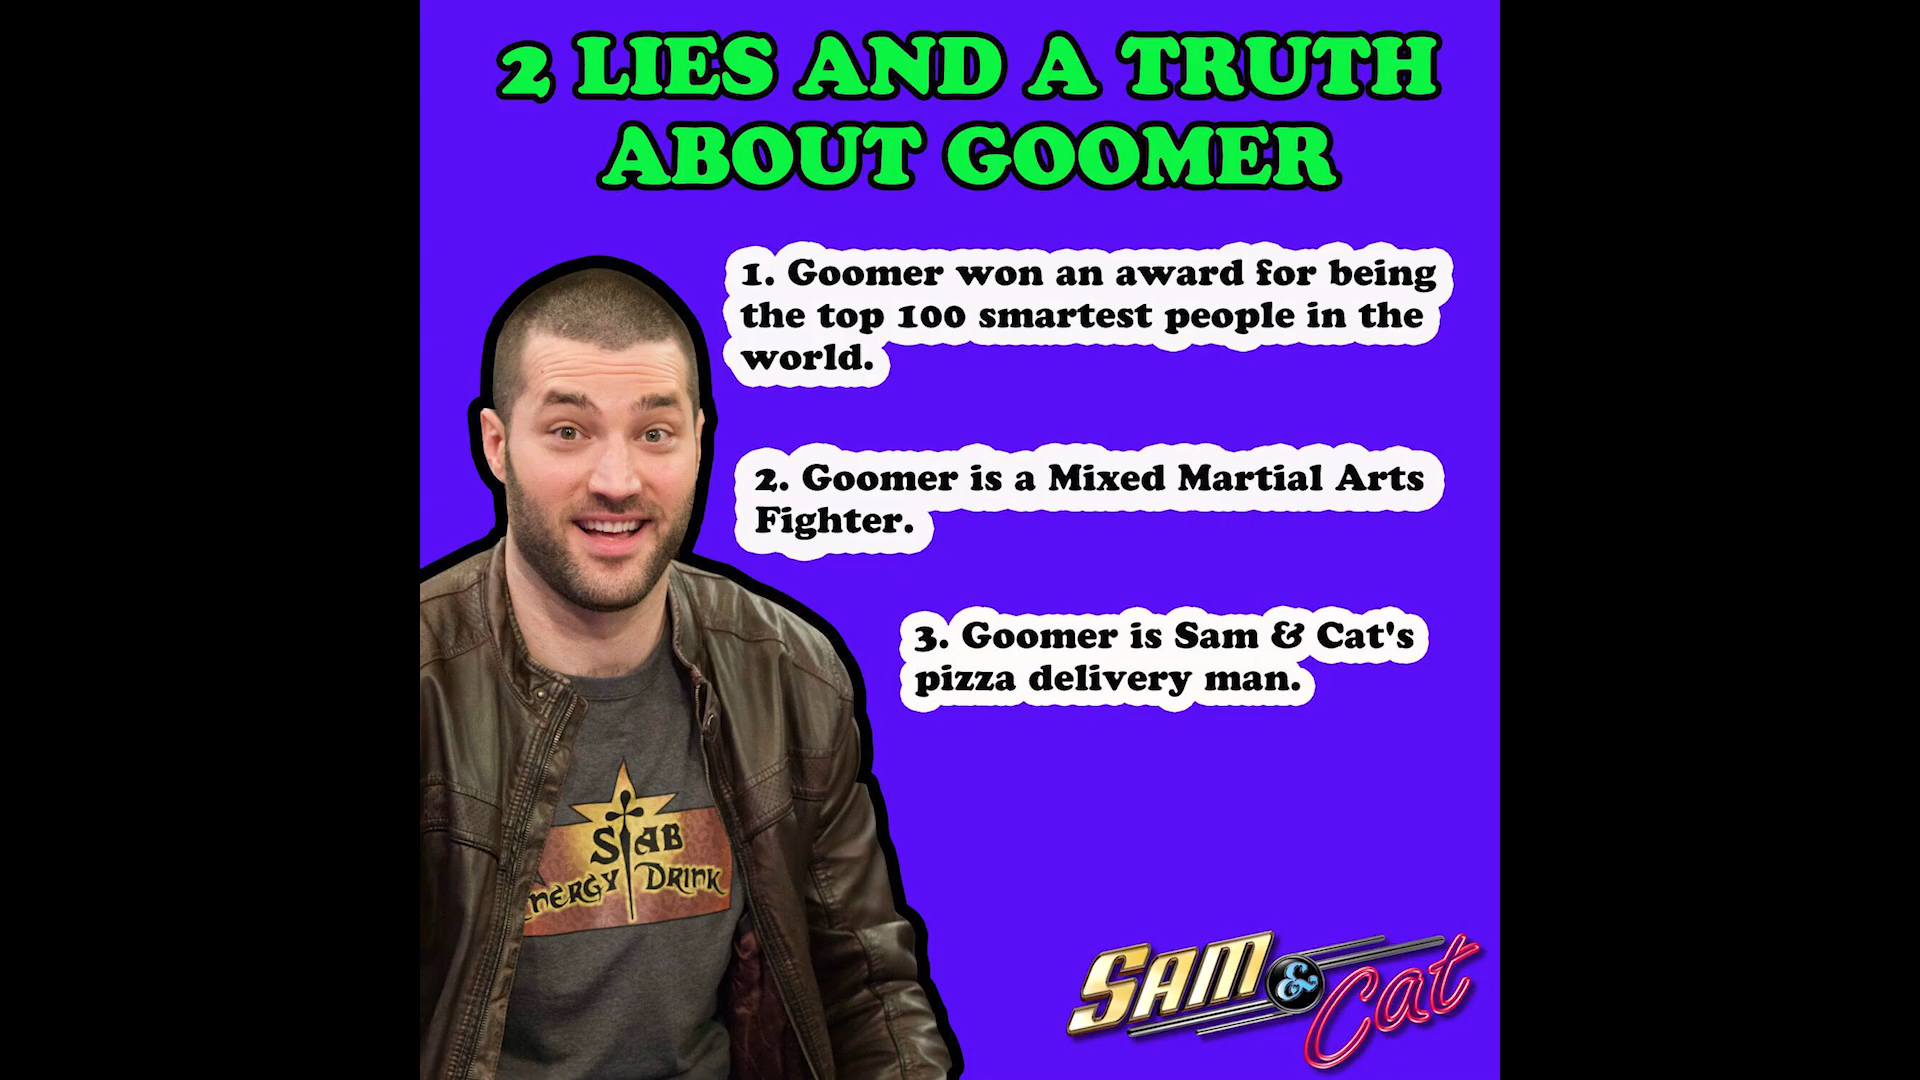 2 LIES AND A TRUTH
ABOUT GOOMER
1. Goomer won an award for being
the top 100 smartest people in the
world.
2. Goomer is a Mixed Martial Arts
Fighter.
3. Goomer is Sam & Cat's
pizza delivery man.
STAB
ENERGY DRINK
SAM & Cat